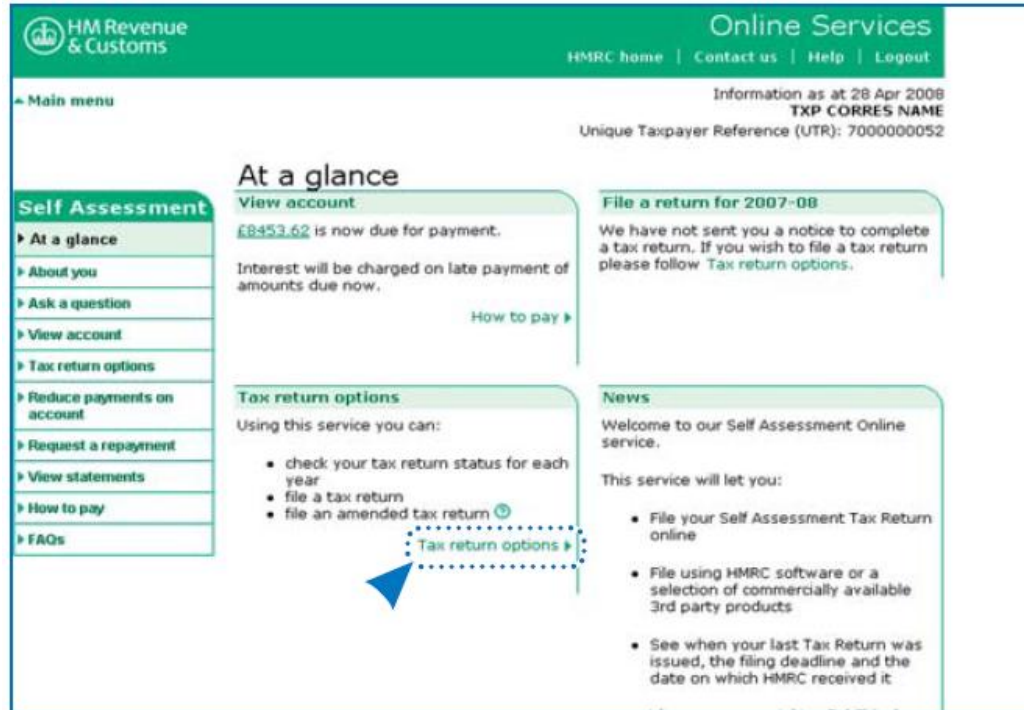 HM Revenue
& Customs
Online Services
HMRC home | Contact us | Help | Logout
Main menu
Information as at 28 Apr 2008
TXP CORRES NAME
Unique Taxpayer Reference (UTR): 7000000052
At a glance
Self Assessment
At a glance
About you
Ask a question
View account
Tax return options
Reduce payments on
account
Request a repayment
View statements
How to pay
FAQs
View account
£8453.62 is now due for payment.
Interest will be charged on late payment of
amounts due now.
How to pay
File a return for 2007-08
We have not sent you a notice to complete
a tax return. If you wish to file a tax return
please follow Tax return options.
Tax return options
Using this service you can:
• check your tax return status for each
year
• file a tax return
• file an amended tax return ?
Tax return options
News
Welcome to our Self Assessment Online
service.
This service will let you:
• File your Self Assessment Tax Return
online
• File using HMRC software or a
selection of commercially available
3rd party products
• See when your last Tax Return was
issued, the filing deadline and the
date on which HMRC received it